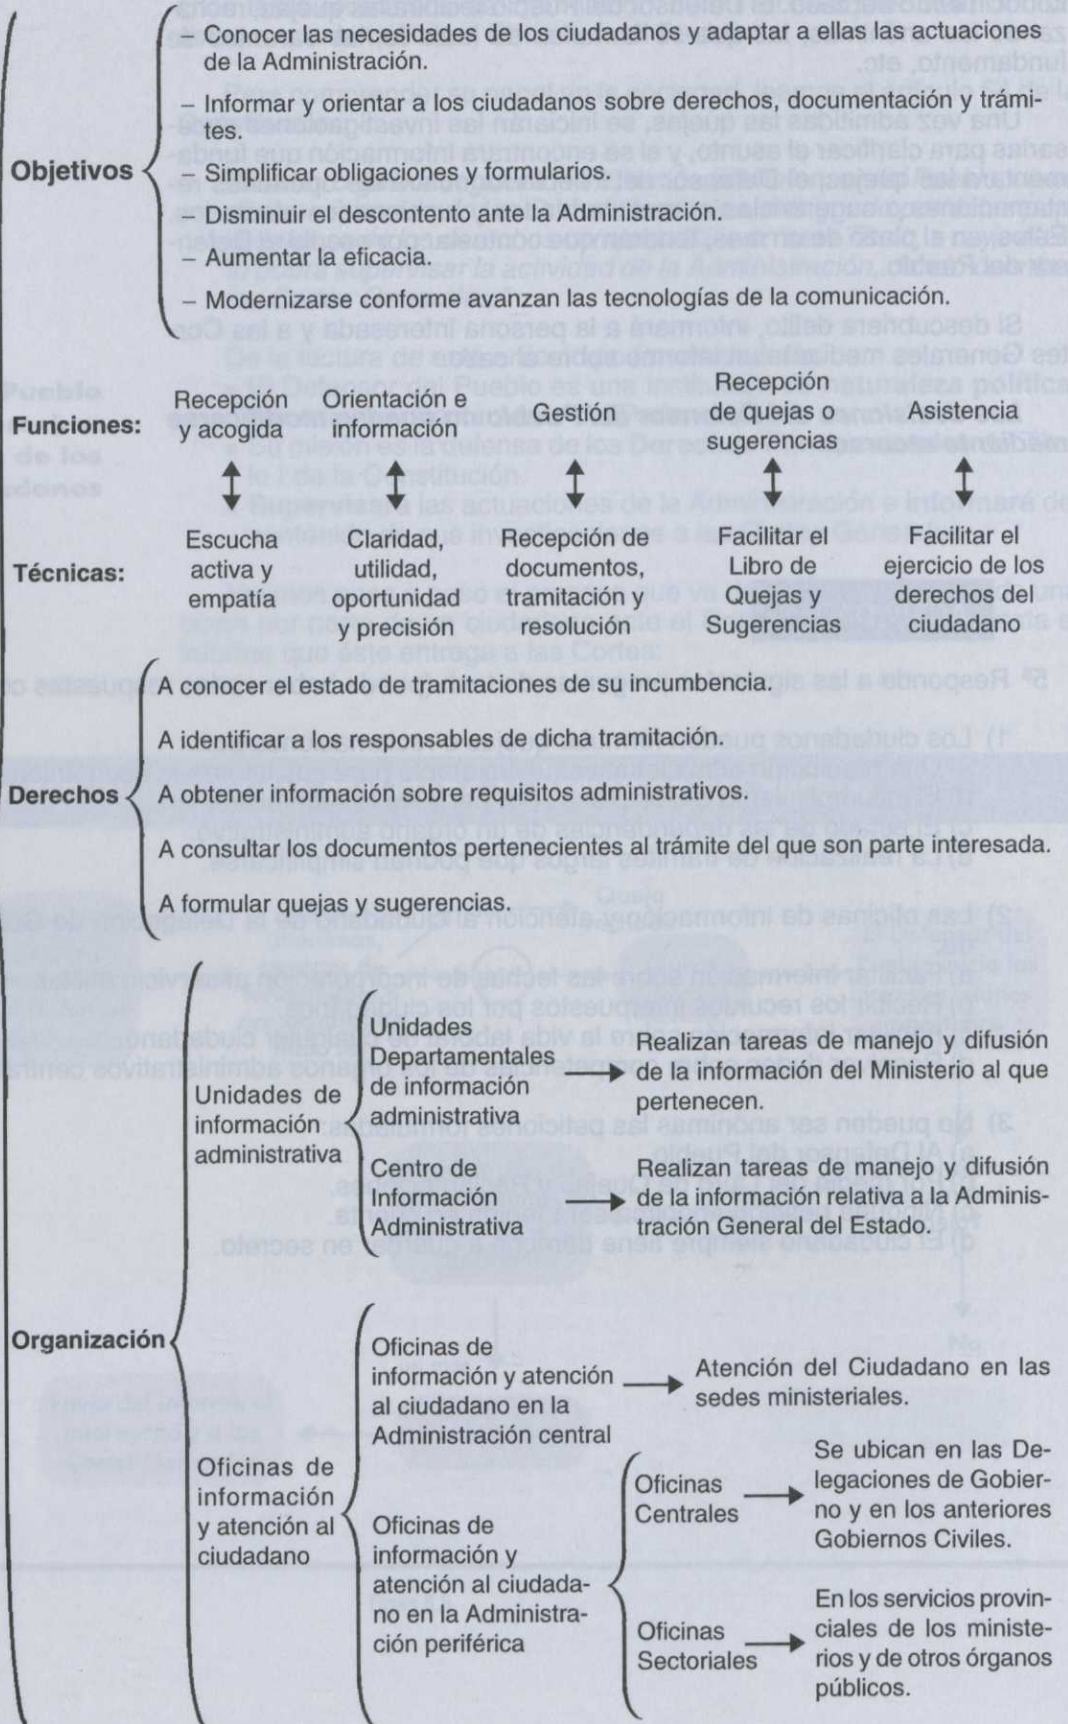 – Conocer las necesidades de los ciudadanos y adaptar a ellas las actuaciones
de la Administración.
– Informar y orientar a los ciudadanos sobre derechos, documentación y trámi-
tes.
Objetivos
– Simplificar obligaciones y formularios.
– Disminuir el descontento ante la Administración.
– Aumentar la eficacia.
– Modernizarse conforme avanzan las tecnologías de la comunicación.
Funciones:
Recepción
y acogida
Orientación e
información
Gestión
Recepción
de quejas o
sugerencias
Asistencia
Técnicas:
Escucha
activa y
empatía
Claridad,
utilidad,
oportunidad
y precisión
Recepción de
documentos,
tramitación y
resolución
Facilitar el
Libro de
Quejas y
Sugerencias
Facilitar el
ejercicio de los
derechos del
ciudadano
Derechos
A conocer el estado de tramitaciones de su incumbencia.
A identificar a los responsables de dicha tramitación.
A obtener información sobre requisitos administrativos.
A consultar los documentos pertenecientes al trámite del que son parte interesada.
A formular quejas y sugerencias.
Organización
Unidades de
información
administrativa
Unidades
Departamentales
de información
administrativa
Realizan tareas de manejo y difusión
de la información del Ministerio al que
pertenecen.
Centro de
Información
Administrativa
Realizan tareas de manejo y difusión
de la información relativa a la Adminis-
tración General del Estado.
Oficinas de
información
y atención al
ciudadano
Oficinas de
información y atención
al ciudadano en la
Administración central
Atención del Ciudadano en las
sedes ministeriales.
Oficinas de
información y
atención al ciudada-
no en la Administra-
ción periférica
Oficinas
Centrales
Se ubican en las De-
legaciones de Gobier-
no y en los anteriores
Gobiernos Civiles.
Oficinas
Sectoriales
En los servicios provin-
ciales de los ministe-
rios y de otros órganos
públicos.